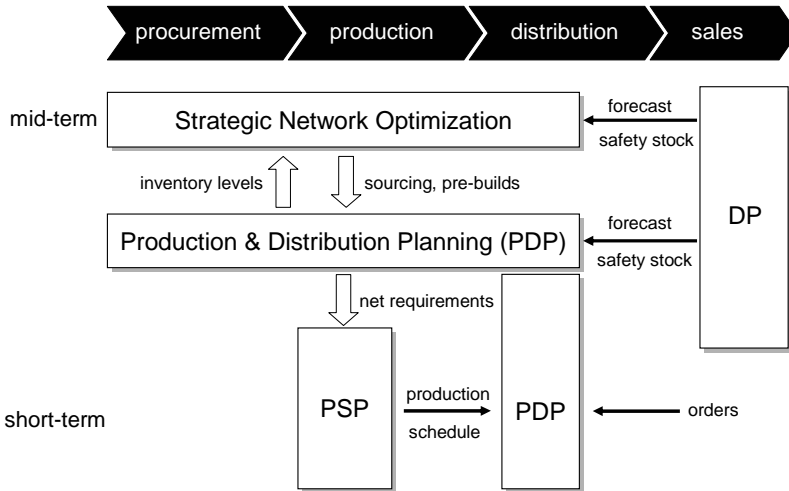 procurement
production
distribution
sales
mid-term
Strategic Network Optimization
forecast
safety stock
inventory levels
sourcing, pre-builds
Production & Distribution Planning (PDP)
forecast
safety stock
DP
net requirements
short-term
PSP
production
schedule
PDP
orders